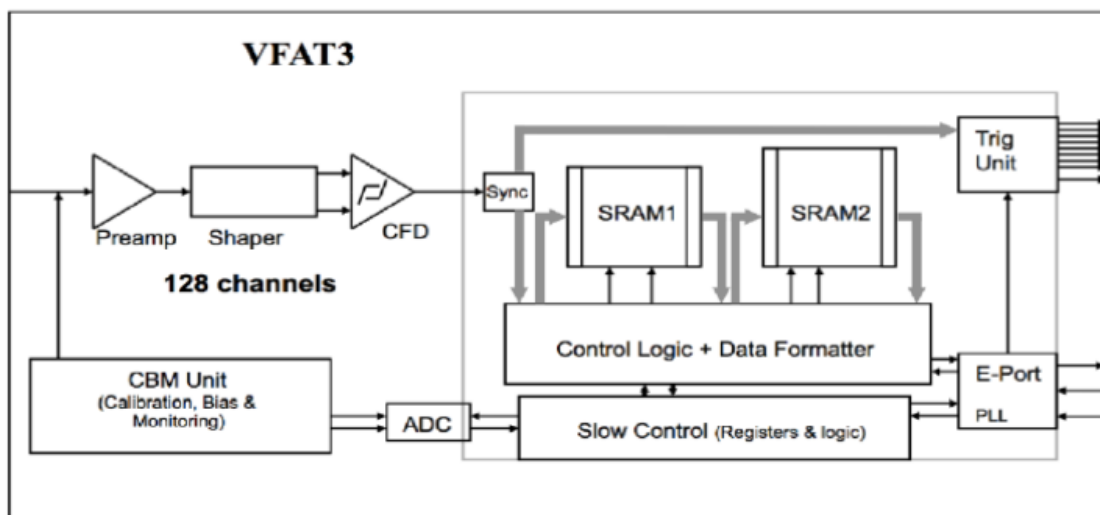 VFAT3
Trig
Unit
Sync
SRAM1
SRAM2
Preamp
Shaper
CFD
128 channels
Control Logic + Data Formatter
E-Port
PLL
CBM Unit
(Calibration, Bias &
Monitoring)
ADC
Slow Control (Registers & logic)